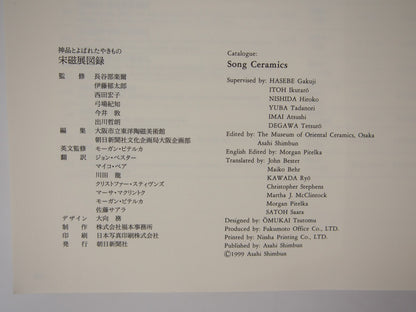 神品とよばれたやきもの
宋磁展図録
監　修　長谷部楽爾
伊藤郁太郎
西田宏子
弓場紀知
今井　敦
出川哲朗
編　集　大阪市立東洋陶磁美術館
朝日新聞社文化企画局大阪企画部
英文監修　モーガン・ピテルカ
翻　訳　ジョン・ベスター
マイコ・ベア
川田　龍
クリストファー・スティヴンズ
マーサ・マクリントク
モーガン・ピテルカ
佐藤サアラ
デザイン　大向　務
制　作　株式会社福本事務所
印　刷　日本写真印刷株式会社
発　行　朝日新聞社
Catalogue:
Song Ceramics
Supervised by: HASEBE Gakuji
ITOH Ikutarō
NISHIDA Hiroko
YUBA Tadanori
IMAI Atsushi
DEGAWA Tetsurō
Edited by: The Museum of Oriental Ceramics, Osaka
Asahi Shimbun
English Edited by: Morgan Pitelka
Translated by: John Bester
Maiko Behr
KAWADA Ryō
Christopher Stephens
Martha J. McClintock
Morgan Pitelka
SATOH Saara
Designed by: ŌMUKAI Tsutomu
Produced by: Fukumoto Office Co., LTD.
Printed by: Nissha Printing Co., LTD.
Published by: Asahi Shimbun
©1999 Asahi Shimbun